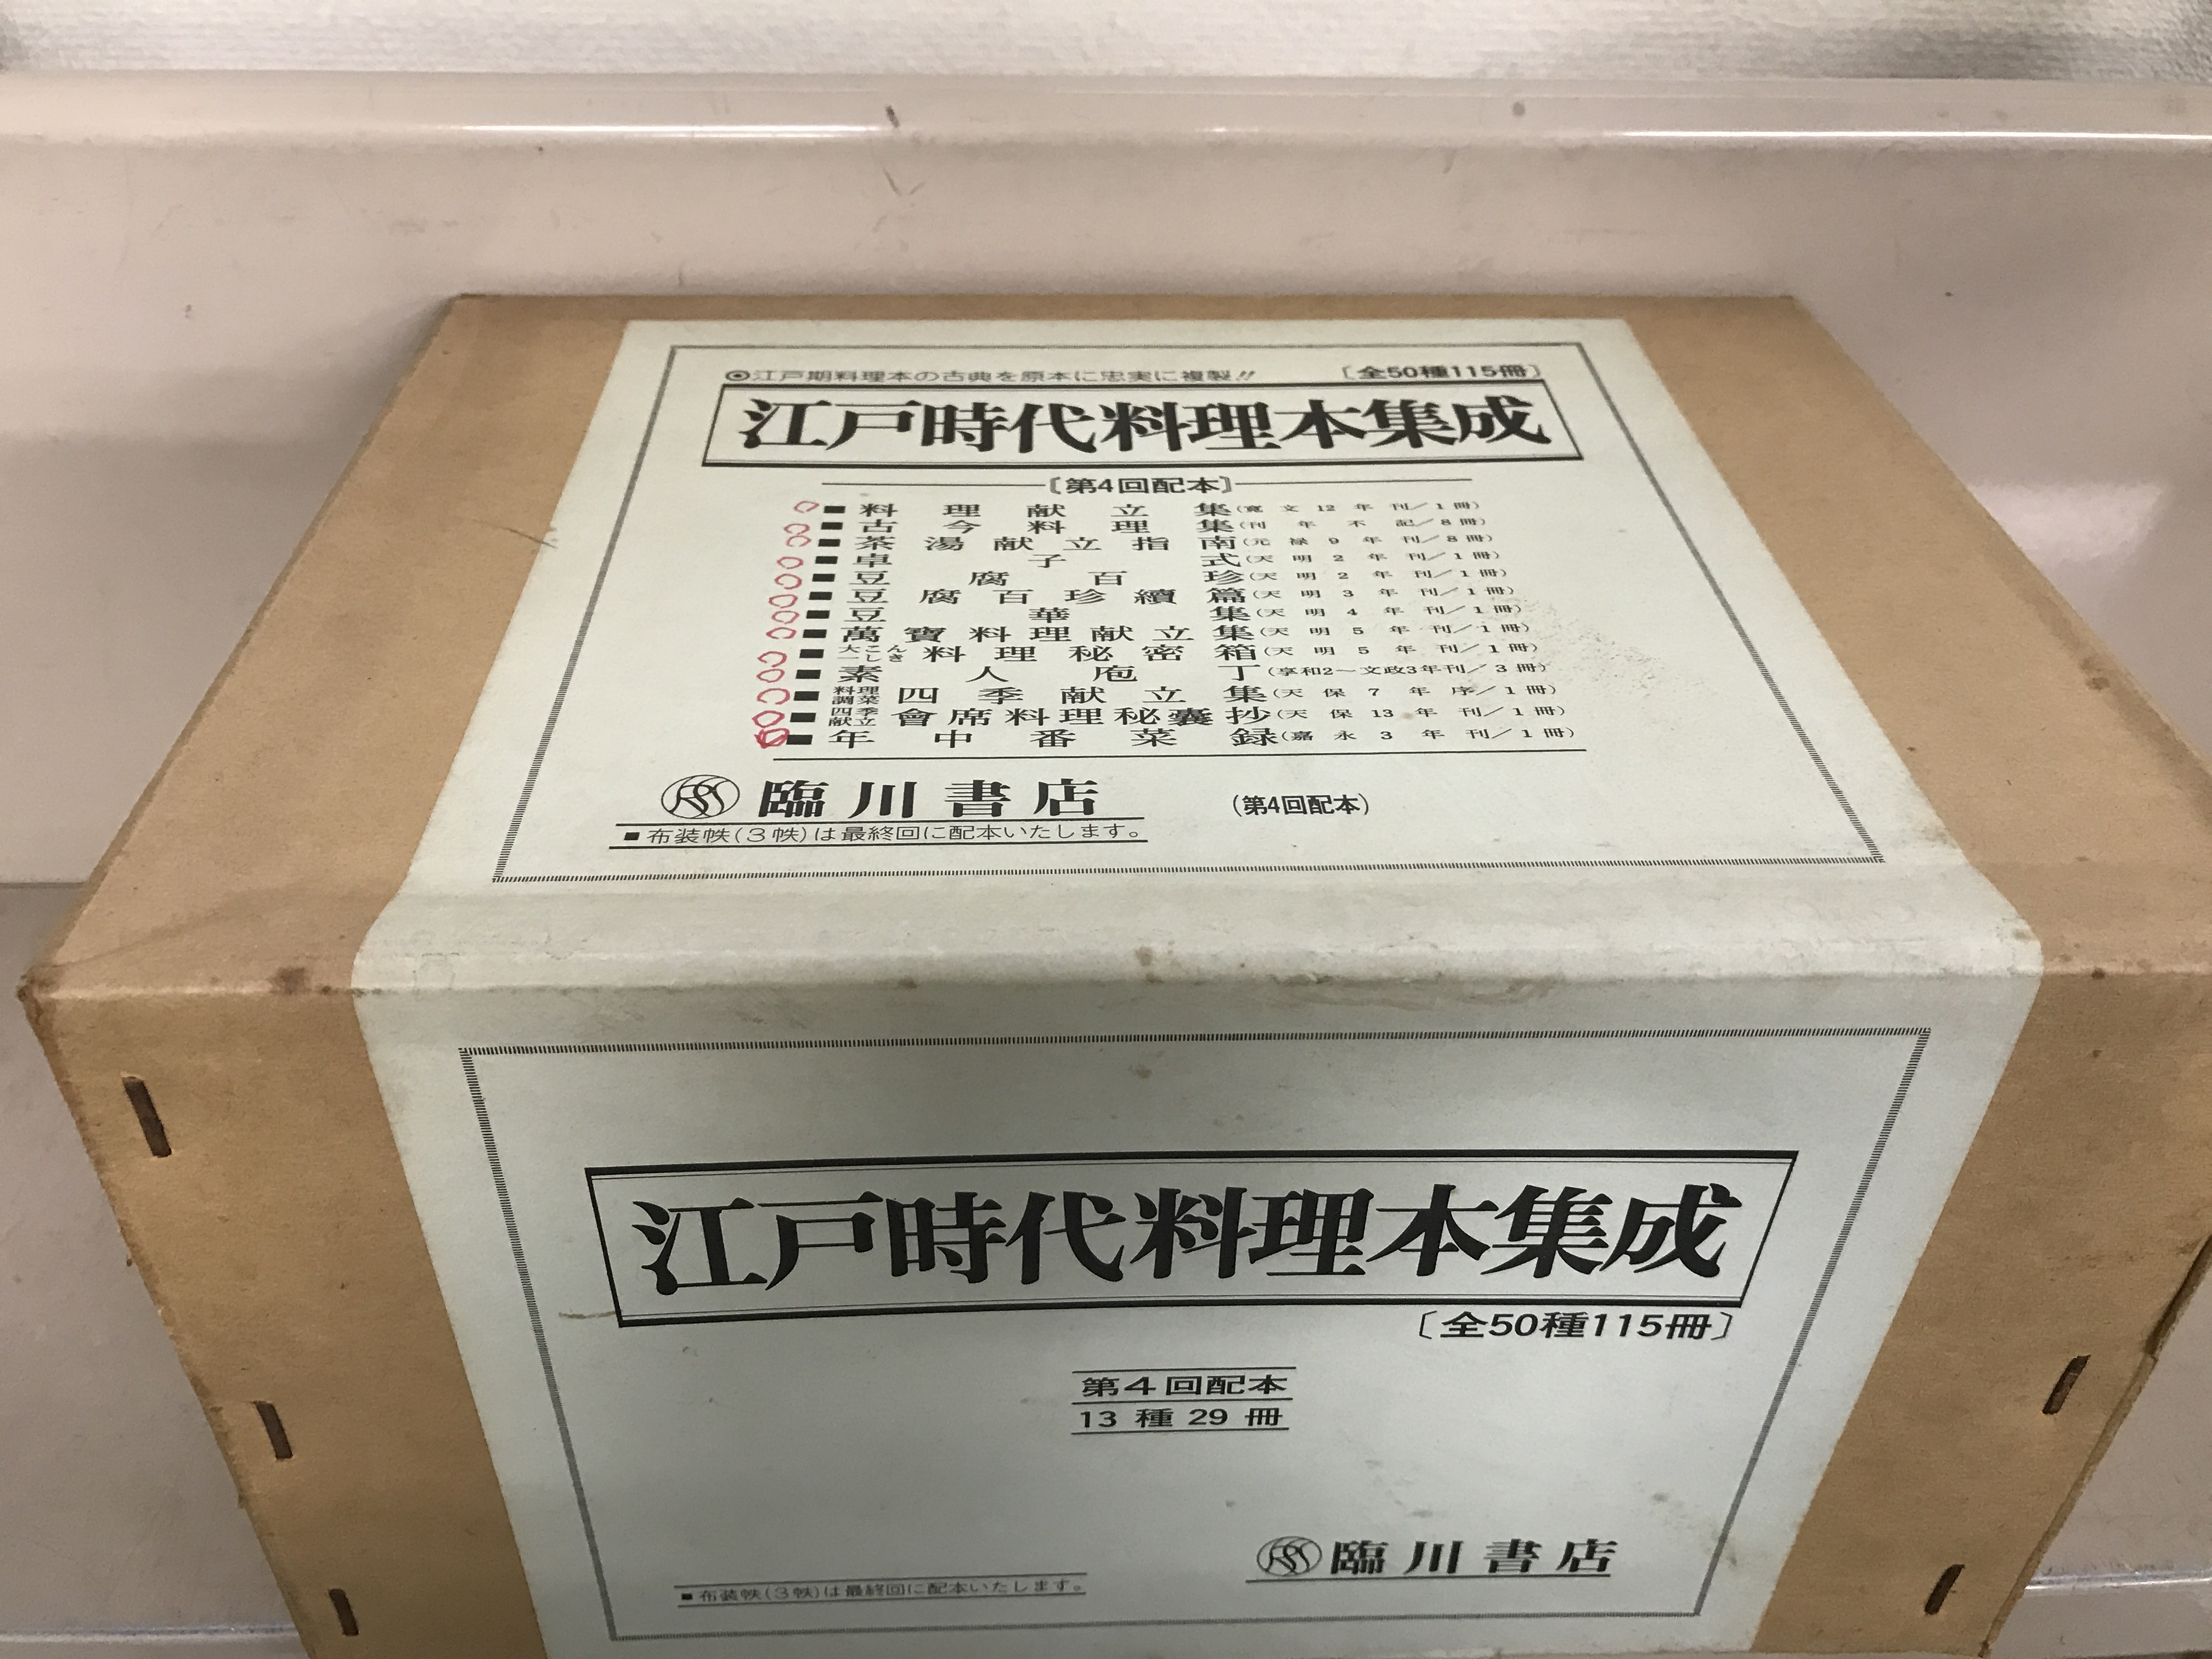 ◎江戸期料理本の古典を原本に忠実に複製!! 〔全50種115冊〕
江戸時代料理本集成
〔第4回配本〕
■料理献立集(寛文12年刊/1冊)
■古今料理集(刊年不記/8冊)
■茶湯献立指南(元禄9年刊/8冊)
■卓子式(天明2年刊/1冊)
■豆腐百珍(天明2年刊/1冊)
■豆腐百珍續篇(天明3年刊/1冊)
■豆華集(天明4年刊/1冊)
■萬寶料理献立集(天明5年刊/1冊)
■大こん一しき料理秘密箱(天明5年刊/1冊)
■素人庖丁(享和2〜文政3年刊/3冊)
■料理調菜四季献立集(天保7年序/1冊)
■四季献立會席料理秘嚢抄(天保13年刊/1冊)
■年中番菜録(嘉永3年刊/1冊)
臨川書店 (第4回配本)
■布装帙(3帙)は最終回に配本いたします。
江戸時代料理本集成
〔全50種115冊〕
第4回配本
13種29冊
臨川書店
■布装帙(3帙)は最終回に配本いたします。